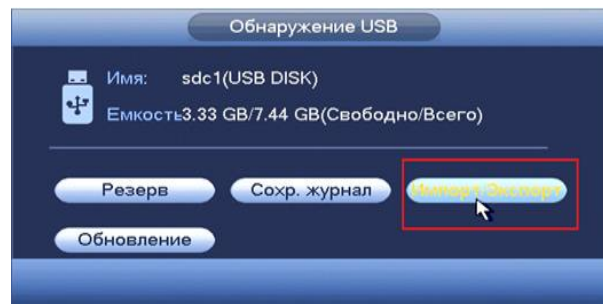 Обнаружение USB
Имя: sdc1(USB DISK)
Емкость3.33 GB/7.44 GB(Свободно/Всего)
Резерв Сохр. журнал Импорт/Экспорт
Обновление